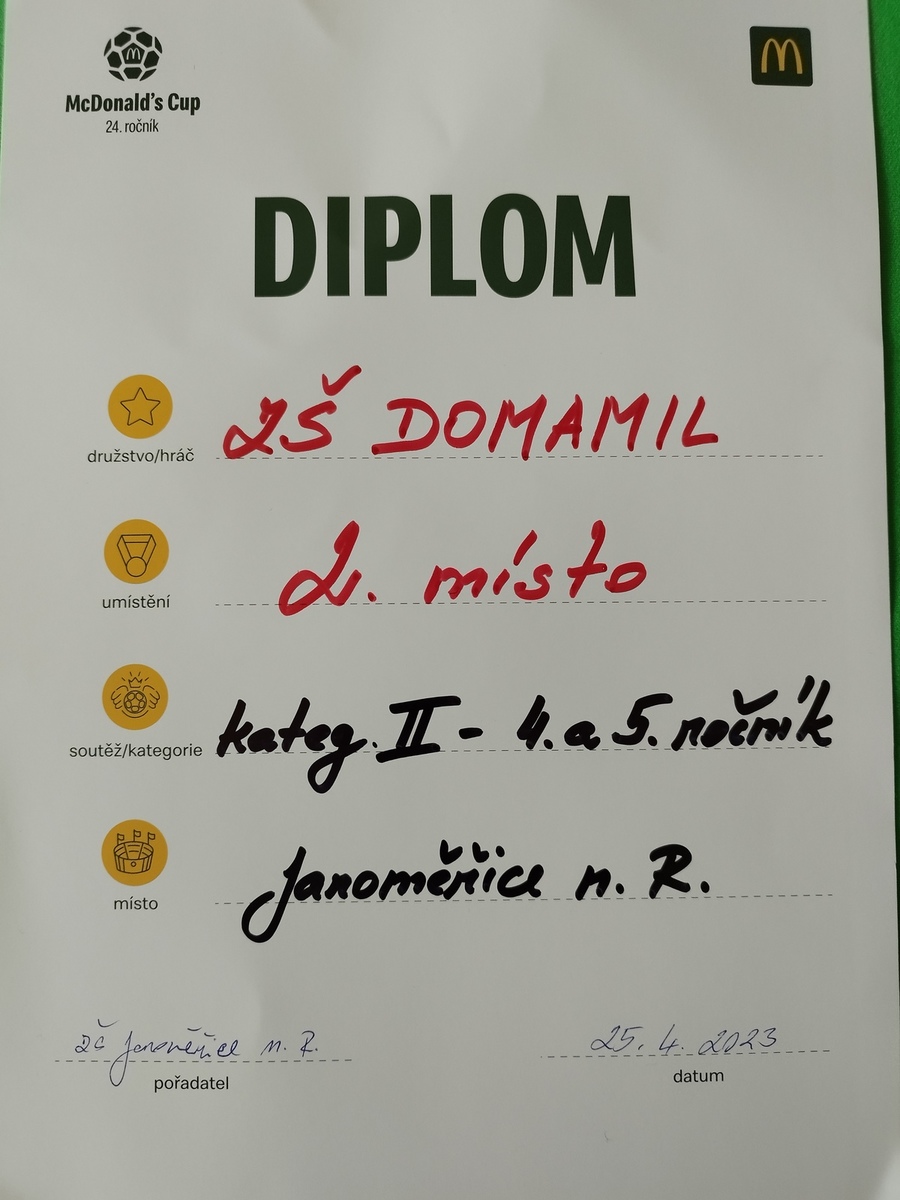 McDonald's Cup
24. ročník
DIPLOM
ZŠ DOMAMIL
družstvo/hráč
2. místo
umístění
kateg. II - 4. a 5. ročník
soutěž/kategorie
Jaroměřice n. R.
místo
ZŠ Jaroměřice n. R.
pořadatel
25. 4. 2023
datum